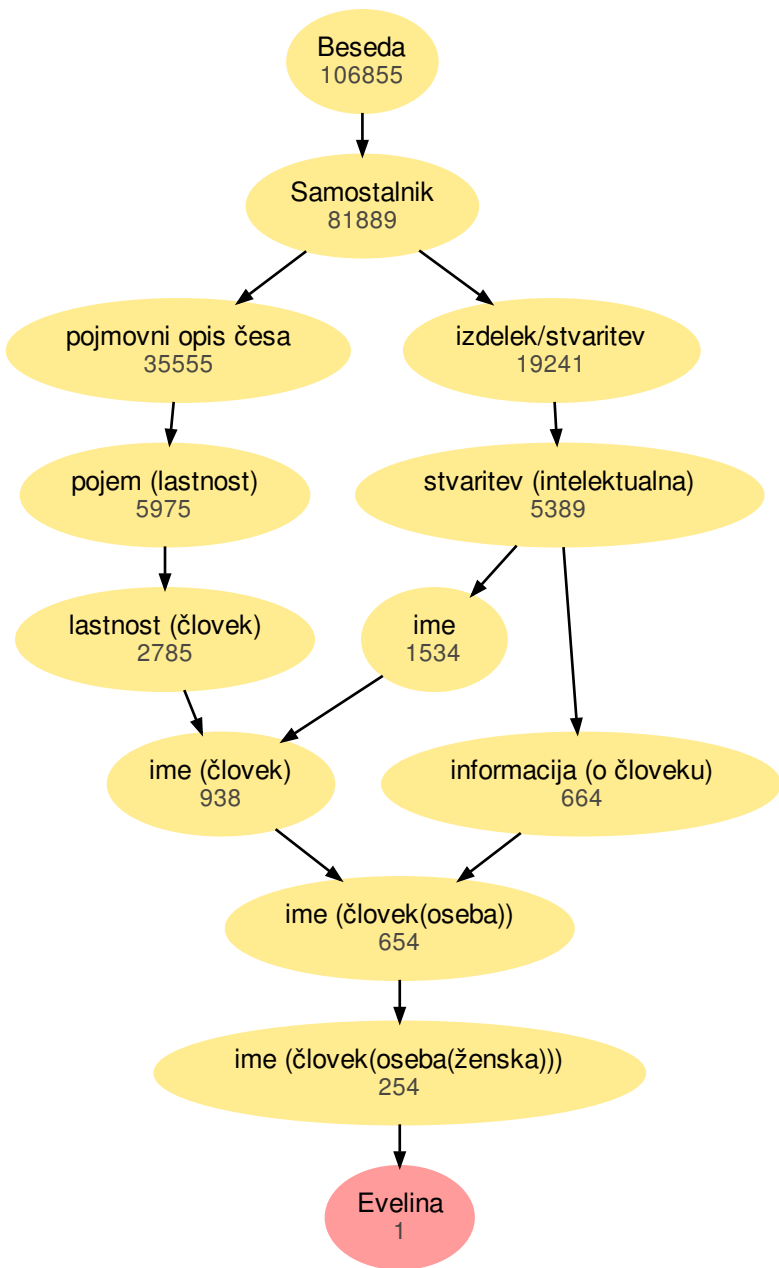 Beseda
106855
Samostalnik
81889
pojmovni opis česa
35555
izdelek/stvaritev
19241
pojem (lastnost)
5975
stvaritev (intelektualna)
5389
lastnost (človek)
2785
ime
1534
ime (človek)
938
informacija (o človeku)
664
ime (človek(oseba))
654
ime (človek(oseba(ženska)))
254
Evelina
1